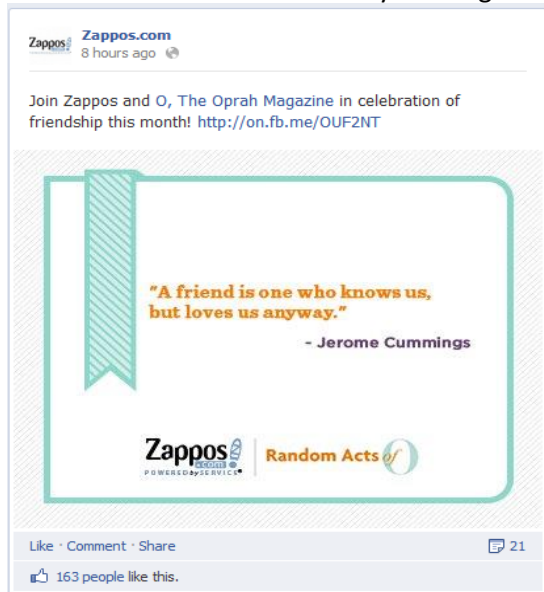 Zappos Zappos.com
8 hours ago
Join Zappos and O, The Oprah Magazine in celebration of
friendship this month! http://on.fb.me/OUF2NT
"A friend is one who knows us,
but loves us anyway."
- Jerome Cummings
Zappos.com Random Acts of O
POWERED by SERVICE
Like · Comment · Share 21
163 people like this.